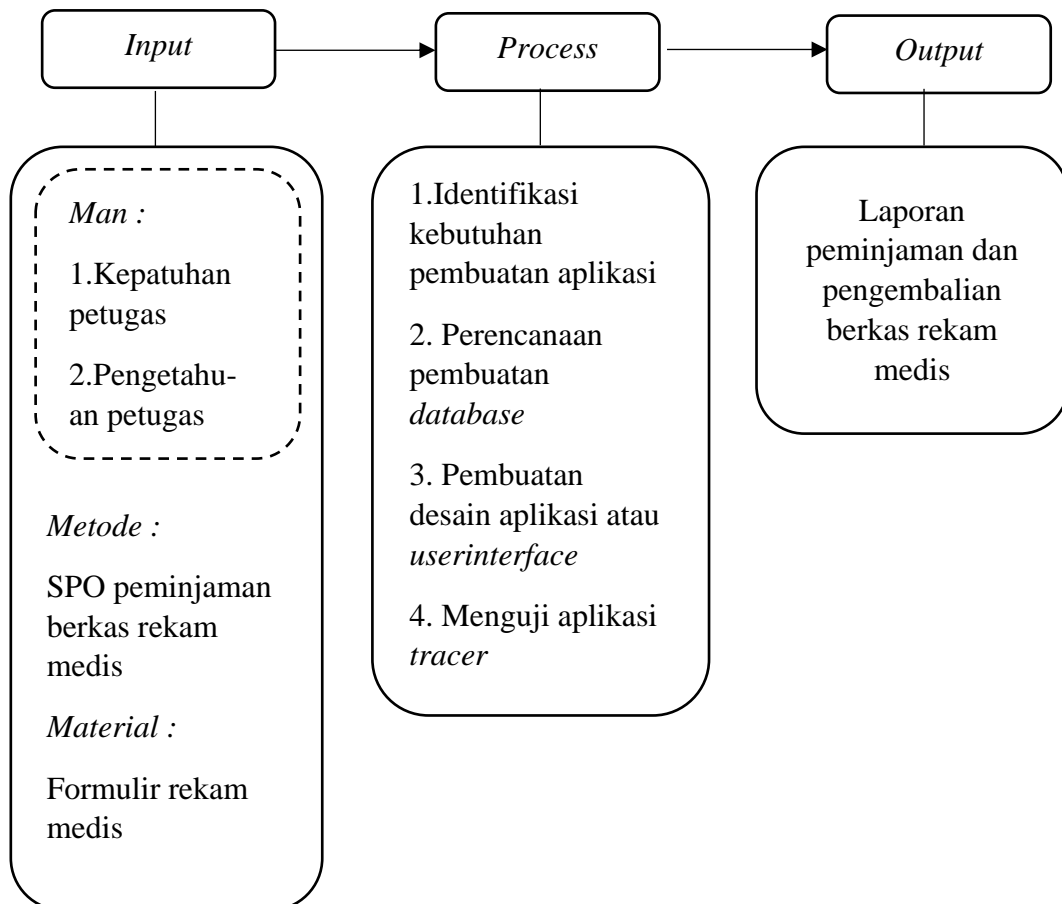 Input
Process
Output
Man :
1.Kepatuhan
petugas
2.Pengetahu-
an petugas
Metode :
SPO peminjaman
berkas rekam
medis
Material :
Formulir rekam
medis
1.Identifikasi
kebutuhan
pembuatan aplikasi
2. Perencanaan
pembuatan
database
3. Pembuatan
desain aplikasi atau
userinterface
4. Menguji aplikasi
tracer
Laporan
peminjaman dan
pengembalian
berkas rekam
medis